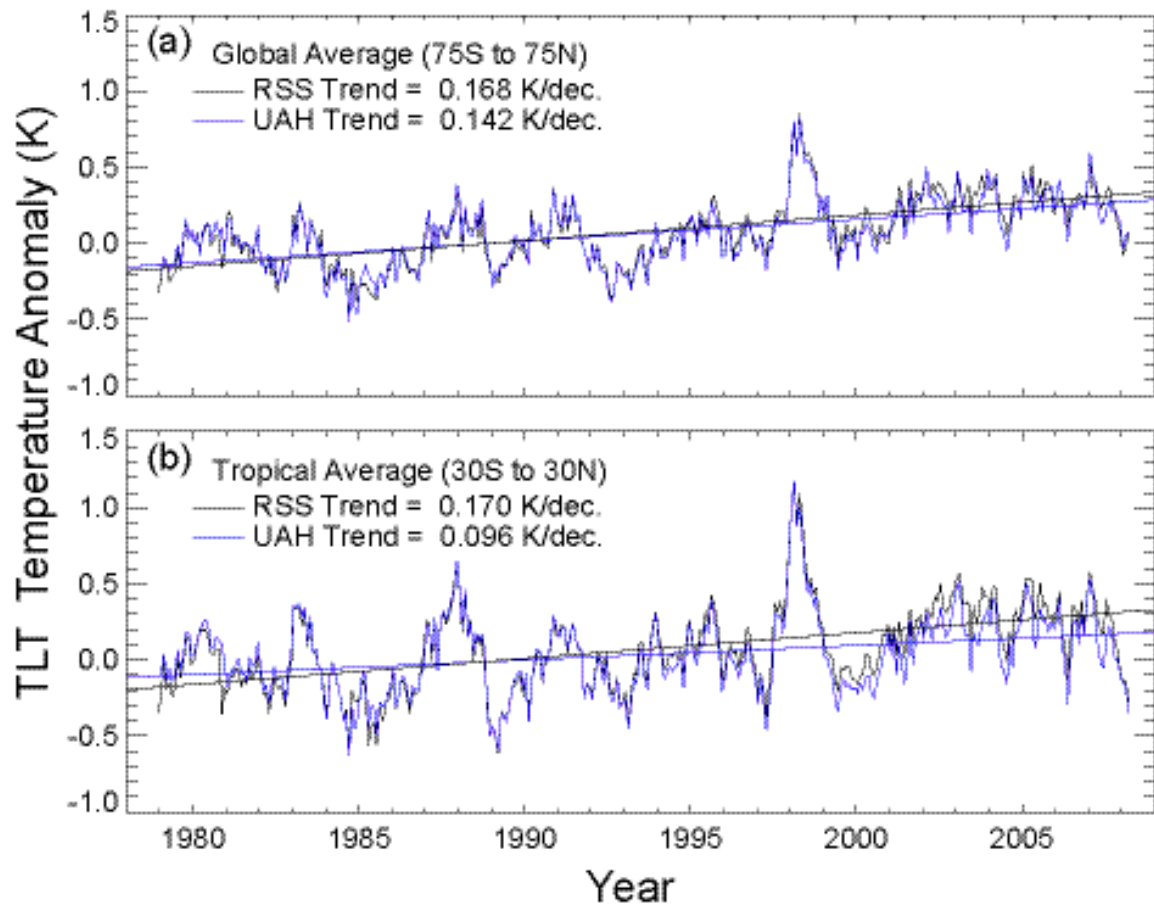 TLT Temperature Anomaly (K)
1.5
1.0
0.5
0.0
-0.5
-1.0
(a)
Global Average (75S to 75N)
RSS Trend = 0.168 K/dec.
UAH Trend = 0.142 K/dec.
1.5
1.0
0.5
0.0
-0.5
-1.0
(b)
Tropical Average (30S to 30N)
RSS Trend = 0.170 K/dec.
UAH Trend = 0.096 K/dec.
1980 1985 1990 1995 2000 2005
Year